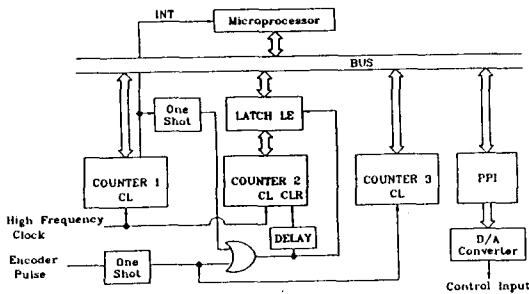 INT
Microprocessor
BUS
One
Shot
LATCH LE
COUNTER 1
CL
COUNTER 2
CL CLR
COUNTER 3
CL
PPI
High Frequency
Clock
DELAY
Encoder
Pulse
One
Shot
D/A
Converter
Control Input